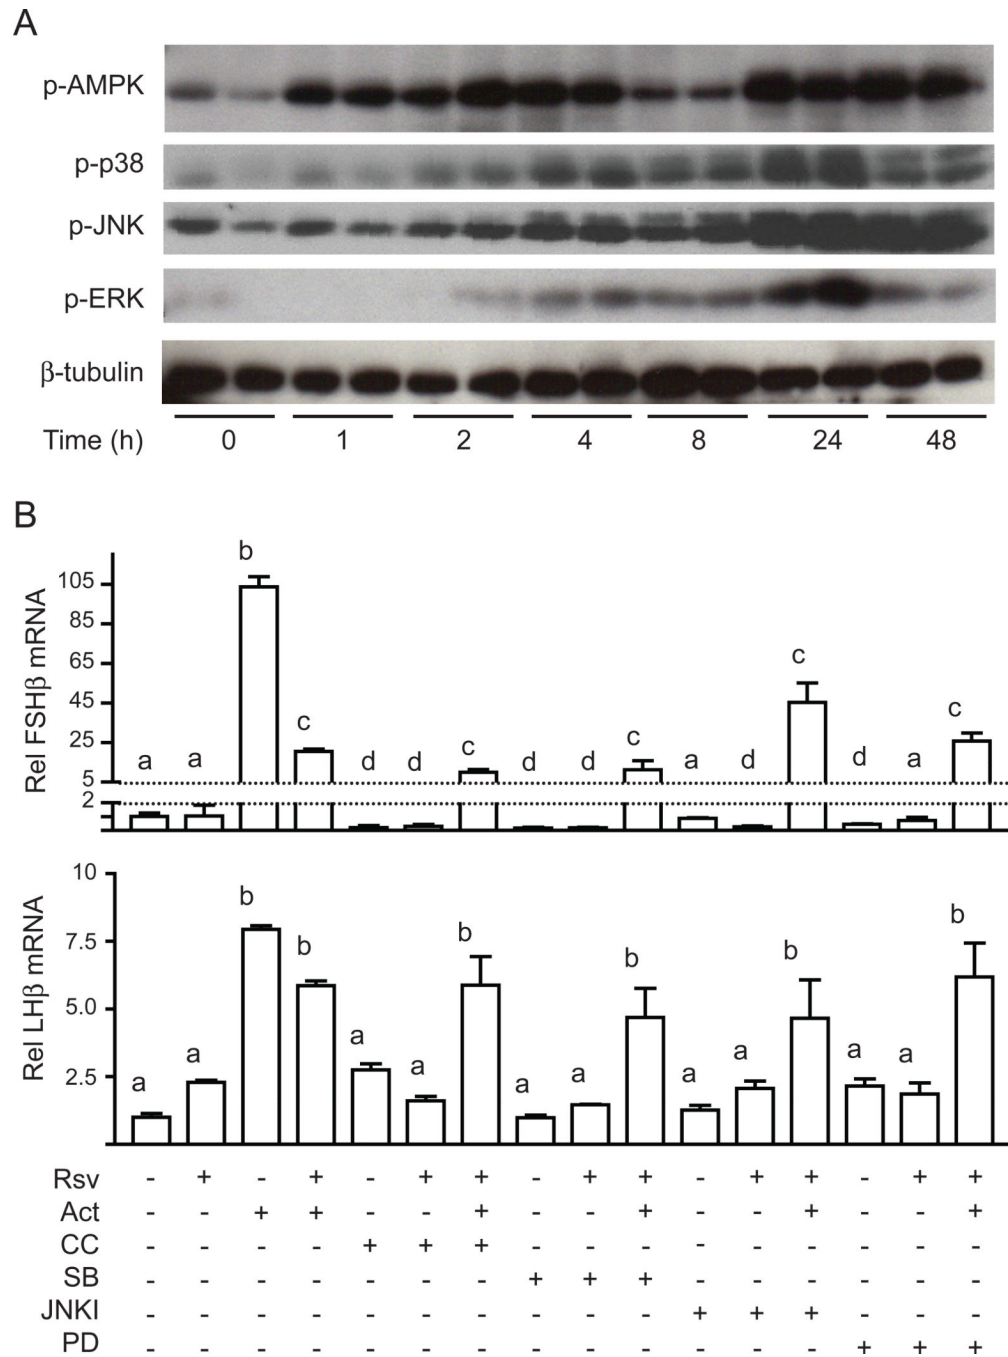 A
p-AMPK
p-p38
p-JNK
p-ERK
β-tubulin
Time (h) 0 1 2 4 8 24 48
B
Rel FSHβ mRNA
105
85
65
45
25
5
2
a a b c d d c d d c a d c d a c
Rel LHβ mRNA
10
7.5
5.0
2.5
a a b b a a b a a b a a b a a b
Rsv - + - + - + + - + + - + + - + +
Act - - + + - - + - - + - - + - - +
CC - - - - + + + - - - - - - - - -
SB - - - - - - - + + + - - - - - -
JNKI - - - - - - - - - - + + + - - -
PD - - - - - - - - - - - - - + + +